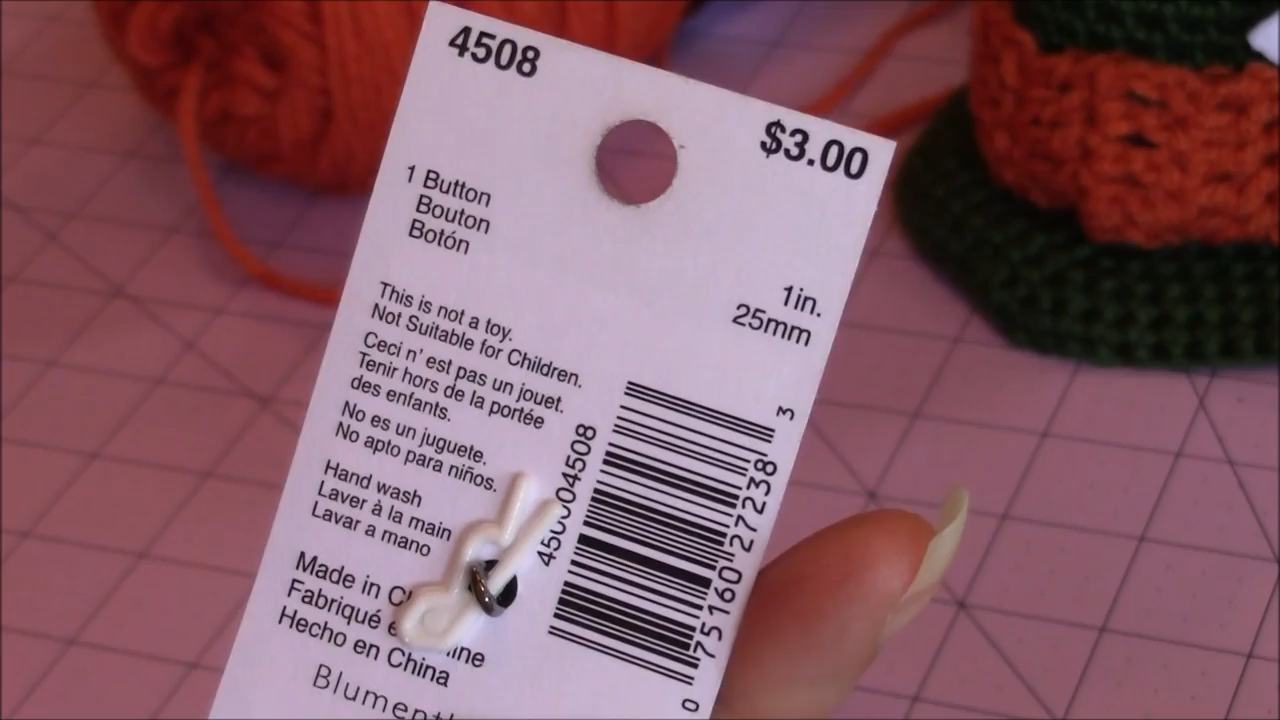 4508
$3.00
1 Button
Bouton
Botón
1in.
25mm
This is not a toy.
Not Suitable for Children.
Ceci n' est pas un jouet.
Tenir hors de la portée
des enfants.
No es un juguete.
No apto para niños.
Hand wash
Laver à la main
Lavar a mano
Made in
Fabriqué
Hecho en China
450004508
0 75160 27238 3